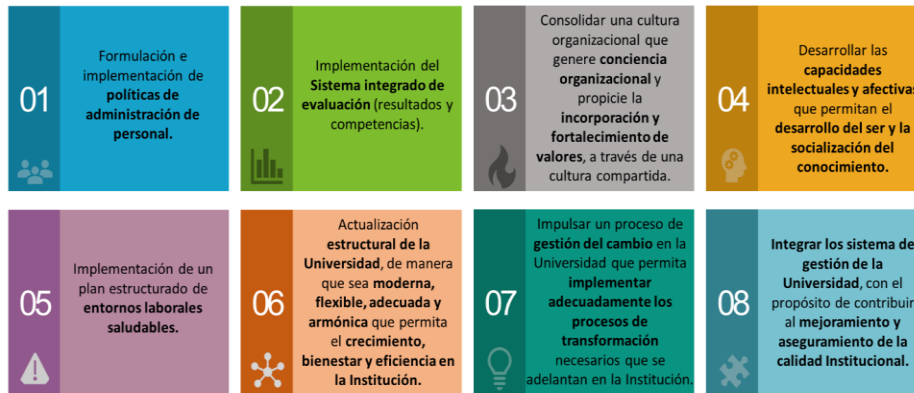 01
Formulación e
implementación de
políticas de
administración de
personal.
02
Implementación del
Sistema integrado de
evaluación (resultados y
competencias).
03
Consolidar una cultura
organizacional que
genere conciencia
organizacional y
propicie la
incorporación y
fortalecimiento de
valores, a través de una
cultura compartida.
04
Desarrollar las
capacidades
intelectuales y afectivas
que permitan el
desarrollo del ser y la
socialización del
conocimiento.
05
Implementación de un
plan estructurado de
entornos laborales
saludables.
06
Actualización
estructural de la
Universidad, de manera
que sea moderna,
flexible, adecuada y
armónica que permita
el crecimiento,
bienestar y eficiencia en
la Institución.
07
Impulsar un proceso de
gestión del cambio en la
Universidad que permita
implementar
adecuadamente los
procesos de
transformación
necesarios que se
adelantan en la Institución.
08
Integrar los sistema de
gestión de la
Universidad, con el
propósito de contribuir
al mejoramiento y
aseguramiento de la
calidad Institucional.